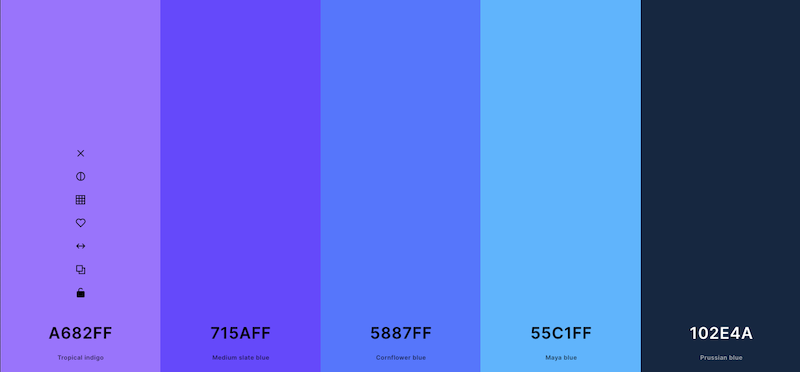 A682FF
Tropical indigo
715AFF
Medium slate blue
5887FF
Cornflower blue
55C1FF
Maya blue
102E4A
Prussian blue